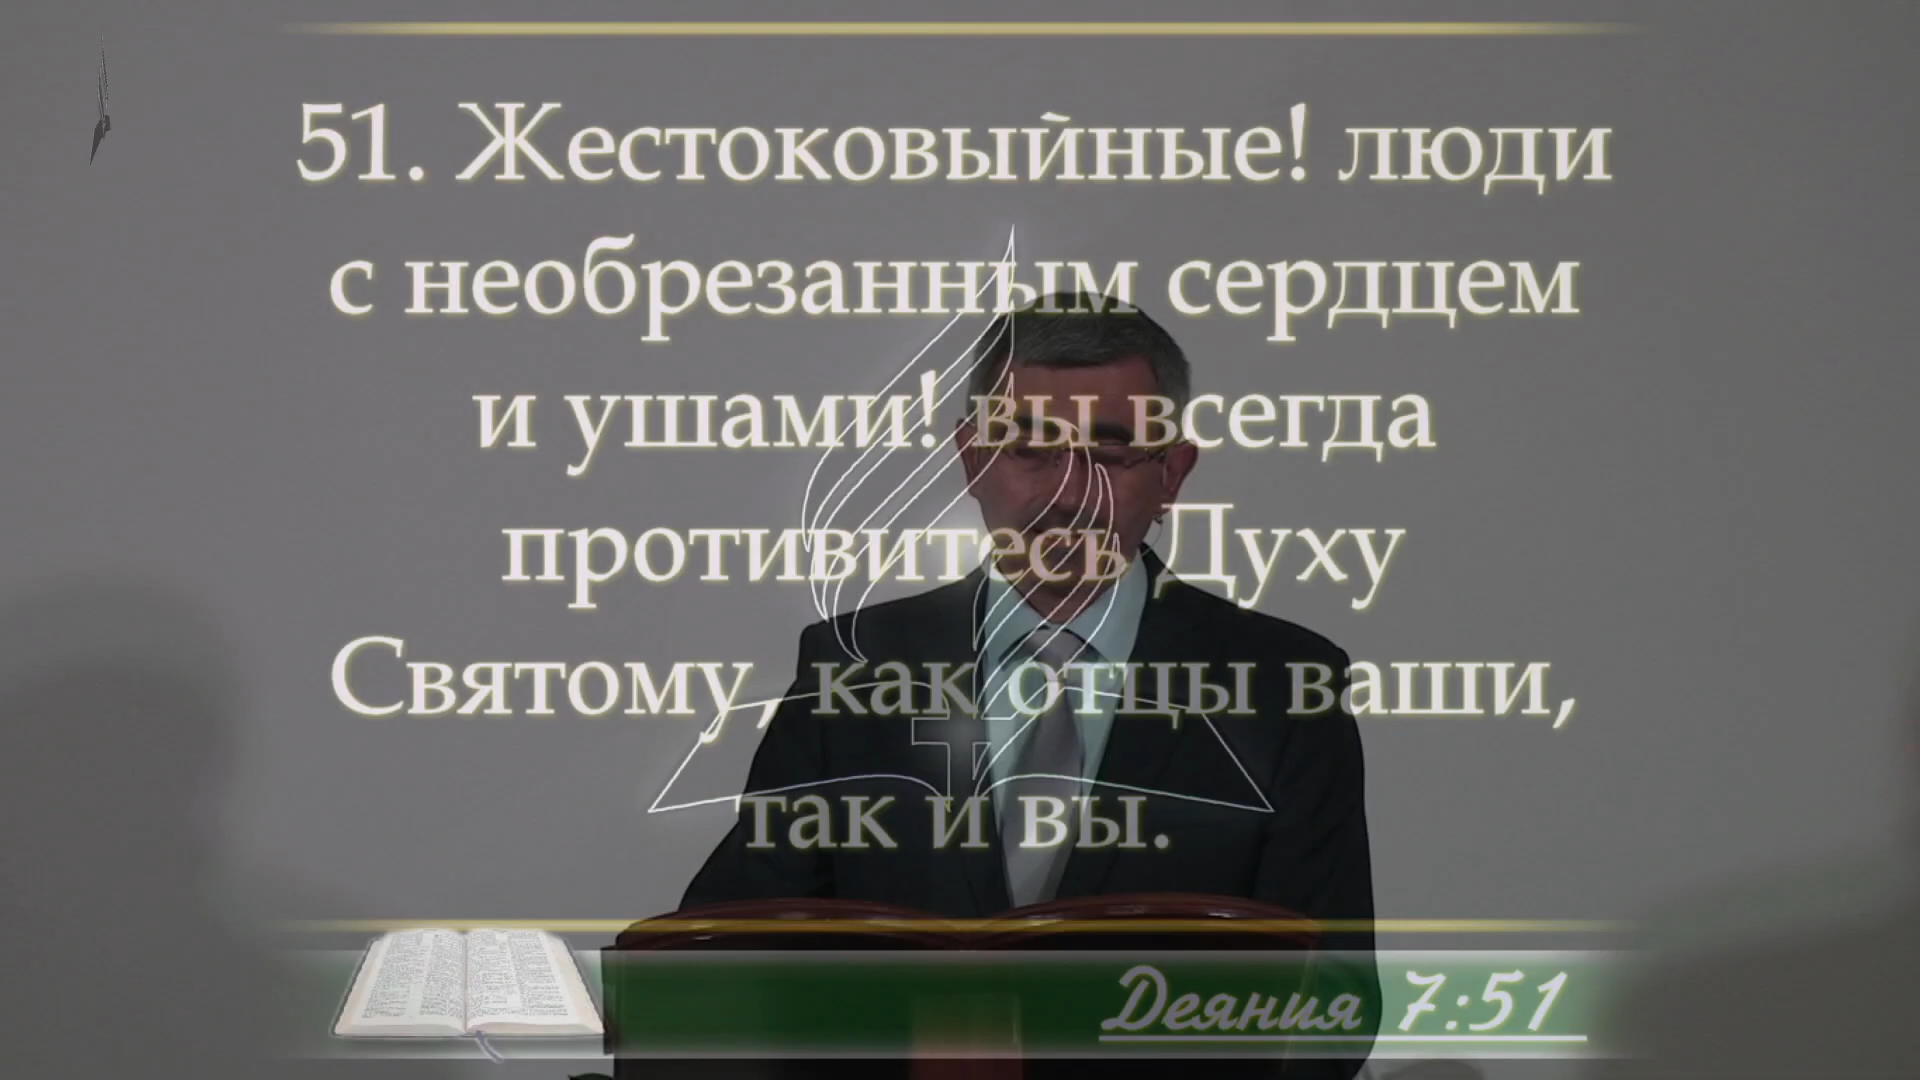 51. Жестоковыйные! люди
с необрезанным сердцем
и ушами! вы всегда
противитесь Духу
Святому, как отцы ваши,
так и вы.
Деяния 7:51